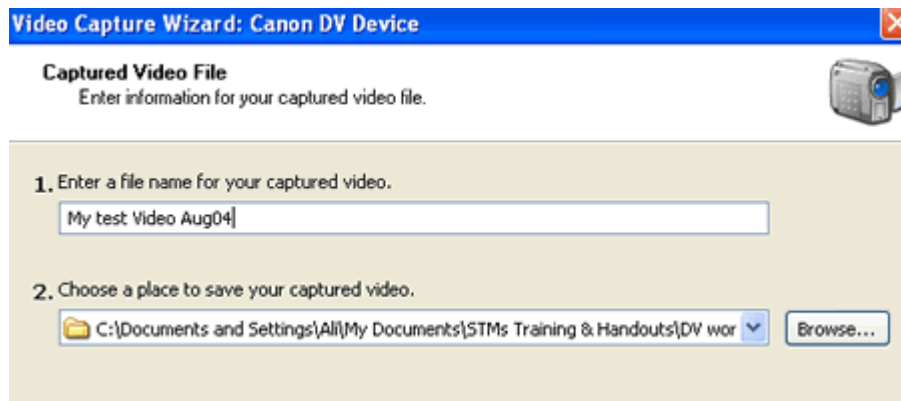 Video Capture Wizard: Canon DV Device
Captured Video File
Enter information for your captured video file.
1. Enter a file name for your captured video.
My test Video Aug04
2. Choose a place to save your captured video.
C:\Documents and Settings\Ali\My Documents\STMs Training & Handouts\DV wor
Browse...